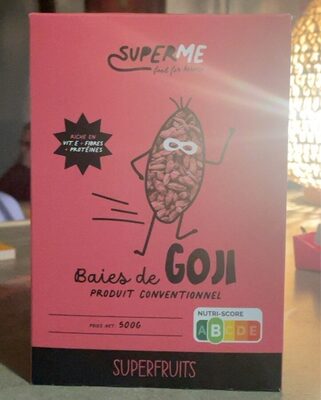 SUPERME
food for heroes
RICHE EN
VIT. E + FIBRES
+ PROTÉINES
Baies de GOJI
PRODUIT CONVENTIONNEL
POIDS NET 500G
NUTRI-SCORE
A B C D E
SUPERFRUITS